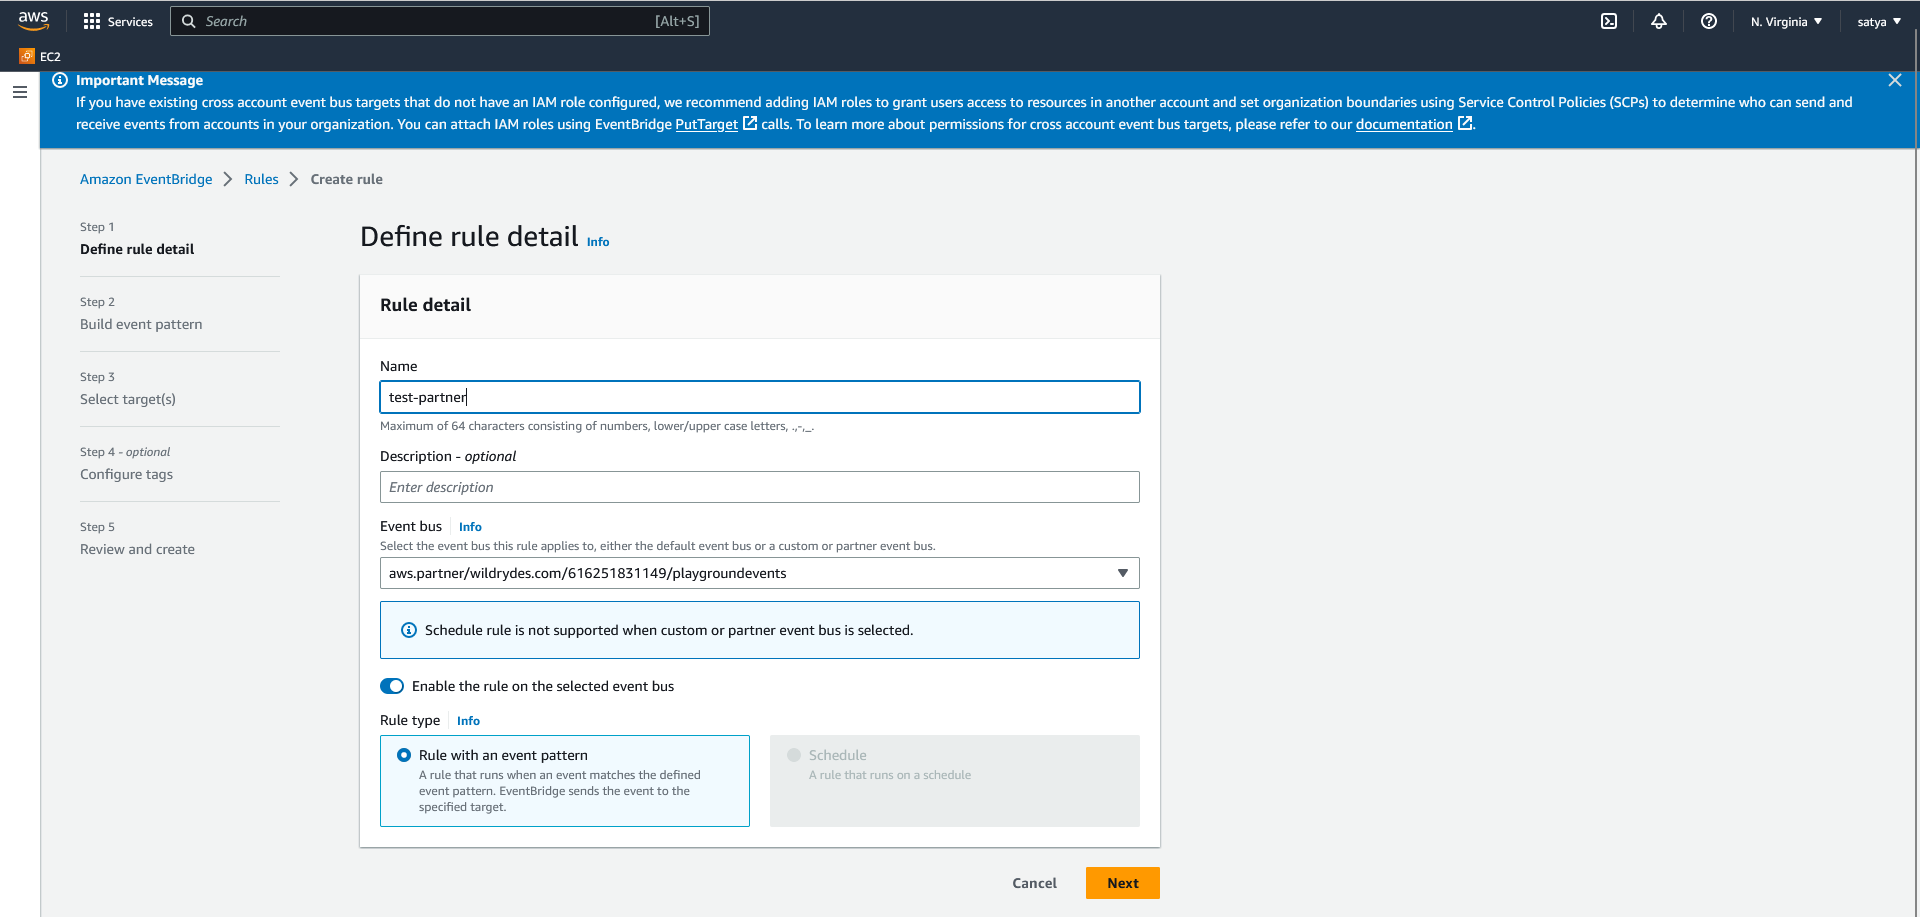 aws
Services
Search
[Alt+S]
N. Virginia
satya
EC2
Important Message
If you have existing cross account event bus targets that do not have an IAM role configured, we recommend adding IAM roles to grant users access to resources in another account and set organization boundaries using Service Control Policies (SCPs) to determine who can send and
receive events from accounts in your organization. You can attach IAM roles using EventBridge PutTarget calls. To learn more about permissions for cross account event bus targets, please refer to our documentation.
Amazon EventBridge
Rules
Create rule
Step 1
Define rule detail
Step 2
Build event pattern
Step 3
Select target(s)
Step 4 - optional
Configure tags
Step 5
Review and create
Define rule detail Info
Rule detail
Name
test-partner
Maximum of 64 characters consisting of numbers, lower/upper case letters, .,-,_.
Description - optional
Enter description
Event bus Info
Select the event bus this rule applies to, either the default event bus or a custom or partner event bus.
aws.partner/wildrydes.com/616251831149/playgroundevents
Schedule rule is not supported when custom or partner event bus is selected.
Enable the rule on the selected event bus
Rule type Info
Rule with an event pattern
A rule that runs when an event matches the defined
event pattern. EventBridge sends the event to the
specified target.
Schedule
A rule that runs on a schedule
Cancel
Next